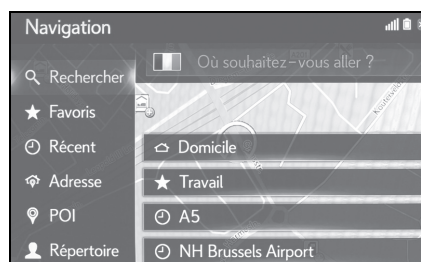 Navigation
Où souhaitez-vous aller ?
Rechercher
Favoris
Récent
Adresse
POI
Répertoire
Domicile
Travail
A5
NH Brussels Airport